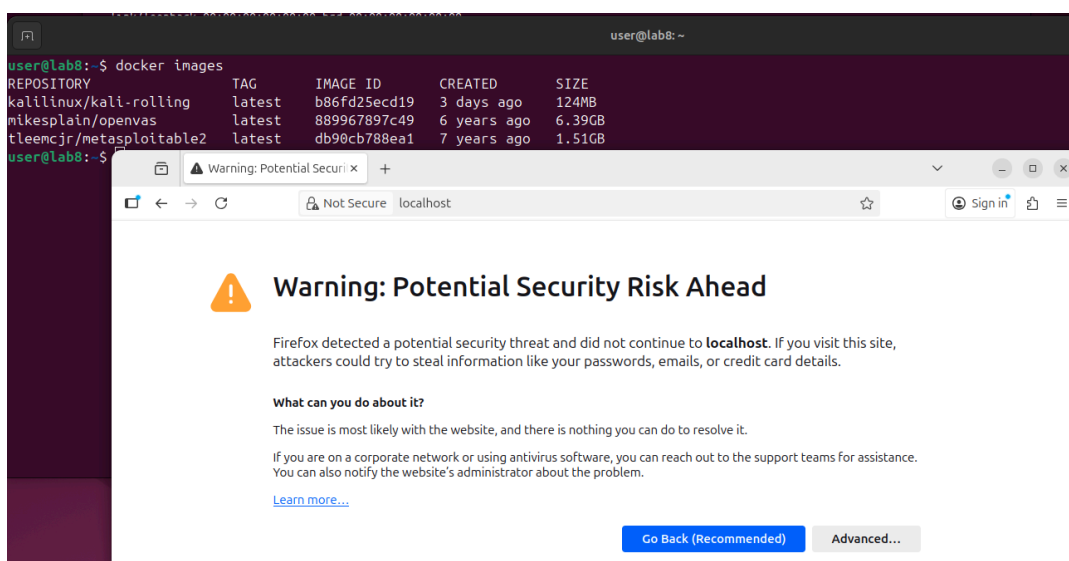 user@lab8: ~
user@lab8:~$ docker images
REPOSITORY TAG IMAGE ID CREATED SIZE
kalilinux/kali-rolling latest b86fd25ecd19 3 days ago 124MB
mikesplain/openvas latest 889967897c49 6 years ago 6.39GB
tleemcjr/metasploitable2 latest db90cb788ea1 7 years ago 1.51GB
user@lab8:~$
Warning: Potential Securi
Not Secure localhost
Sign in
Warning: Potential Security Risk Ahead
Firefox detected a potential security threat and did not continue to localhost. If you visit this site,
attackers could try to steal information like your passwords, emails, or credit card details.
What can you do about it?
The issue is most likely with the website, and there is nothing you can do to resolve it.
If you are on a corporate network or using antivirus software, you can reach out to the support teams for assistance.
You can also notify the website's administrator about the problem.
Learn more…
Go Back (Recommended) Advanced…